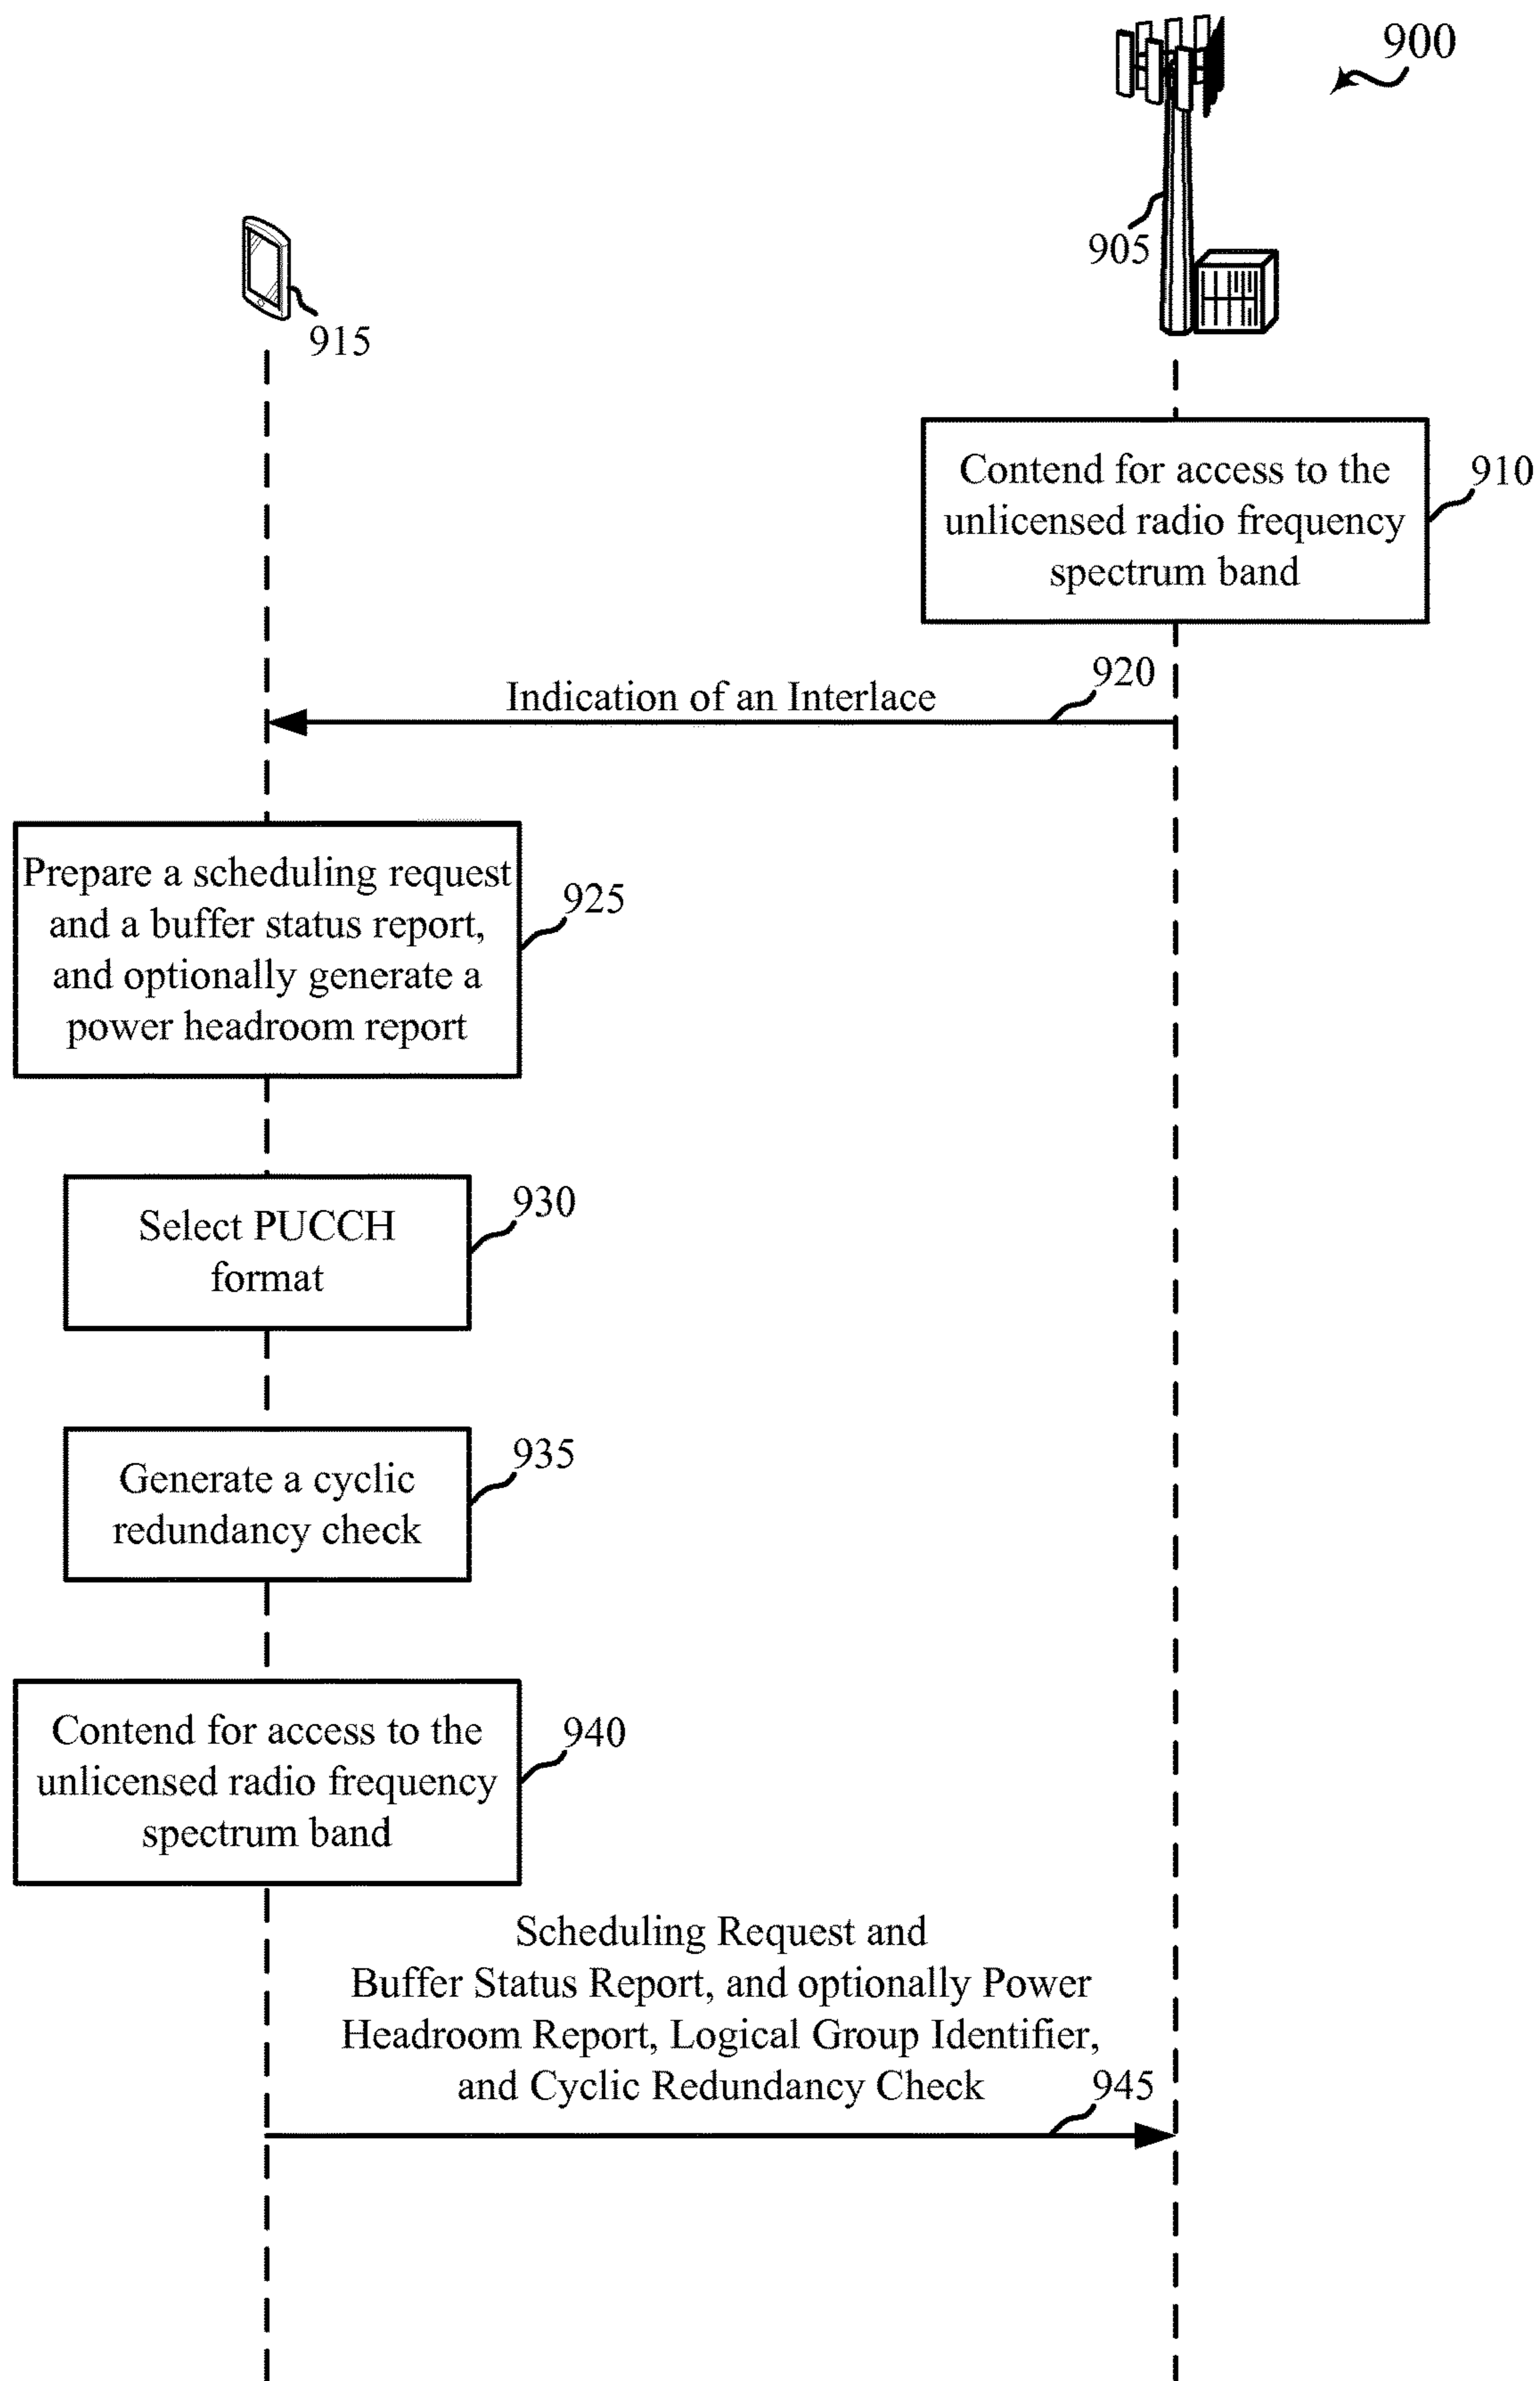 900
905
915
Contend for access to the
unlicensed radio frequency
spectrum band
910
920
Indication of an Interlace
Prepare a scheduling request
and a buffer status report,
and optionally generate a
power headroom report
925
Select PUCCH
format
930
Generate a cyclic
redundancy check
935
Contend for access to the
unlicensed radio frequency
spectrum band
940
Scheduling Request and
Buffer Status Report, and optionally Power
Headroom Report, Logical Group Identifier,
and Cyclic Redundancy Check
945